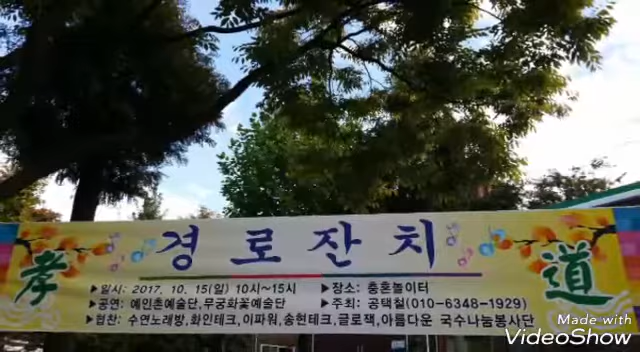 경로잔치
孝
道
▶일시: 2017. 10. 15(일) 10시~15시 ▶장소: 충혼놀이터
▶공연: 예인촌예술단,무궁화꽃예술단 ▶주최: 공택칠(010-6348-1929)
▶협찬: 수연노래방,화인테크,이파워,송현테크,글로잭,아름다운 국수나눔봉사단
Made with
VideoShow